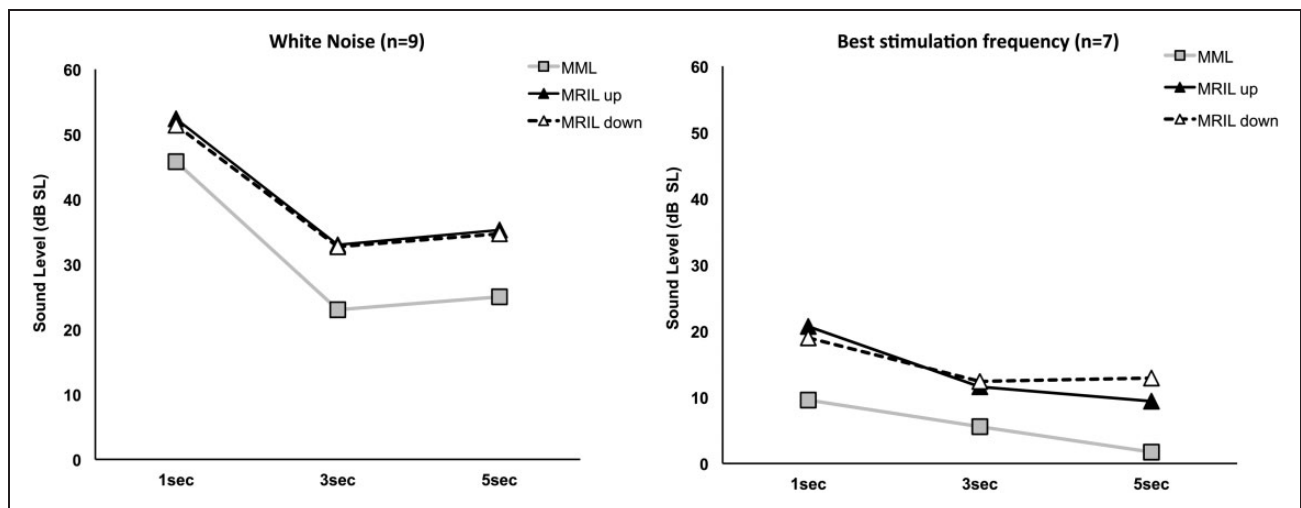 White Noise (n=9)
60
50
40
30
20
10
0
Sound Level (dB SL)
1sec
3sec
5sec
MML
MRIL up
MRIL down
Best stimulation frequency (n=7)
60
50
40
30
20
10
0
Sound Level (dB SL)
1sec
3sec
5sec
MML
MRIL up
MRIL down